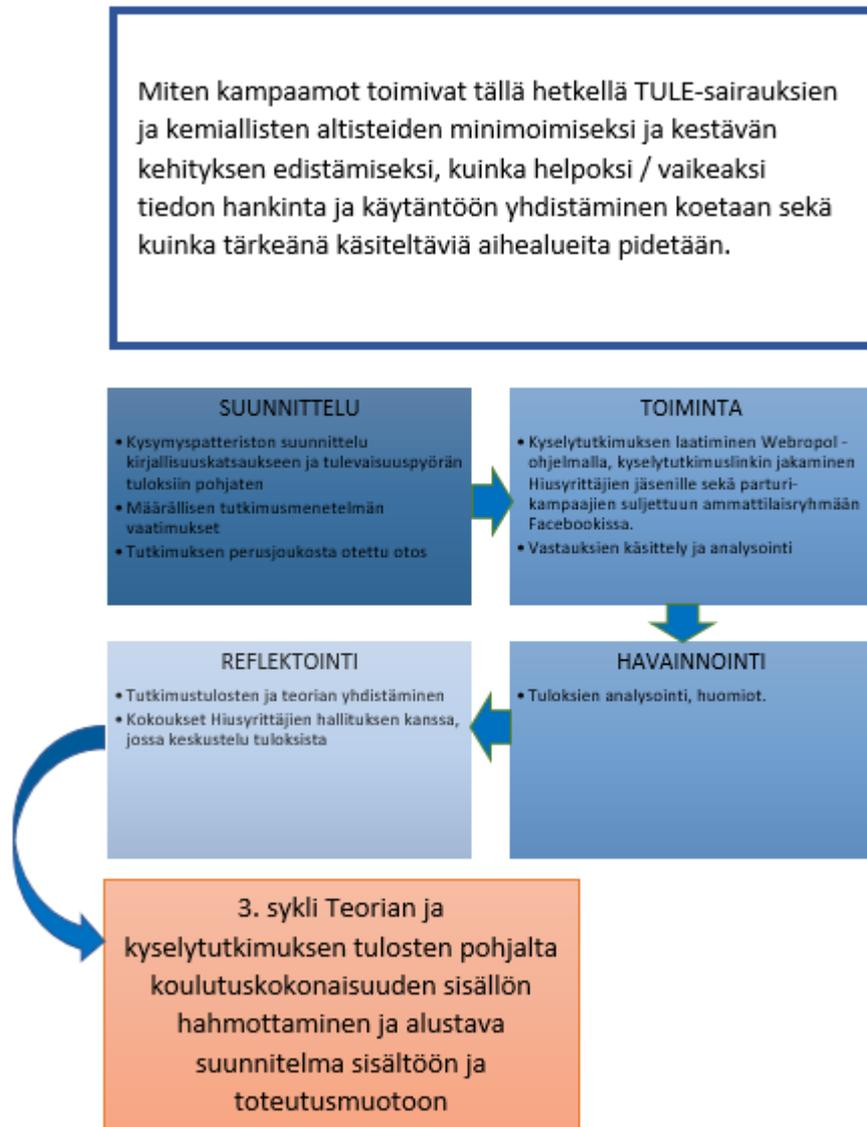 Miten kampaamot toimivat tällä hetkellä TULE-sairauksien
ja kemiallisten altisteiden minimoimiseksi ja kestävän
kehityksen edistämiseksi, kuinka helpoksi / vaikeaksi
tiedon hankinta ja käytäntöön yhdistäminen koetaan sekä
kuinka tärkeänä käsiteltäviä aihealueita pidetään.
SUUNNITTELU
• Kysymyspatteriston suunnittelu
kirjallisuuskatsaukseen ja tulevaisuuspyörän
tuloksiin pohjaten
• Määrällisen tutkimusmenetelmän
vaatimukset
• Tutkimuksen perusjoukosta otettu otos
TOIMINTA
• Kyselytutkimuksen laatiminen Webropol -
ohjelmalla, kyselytutkimuslinkin jakaminen
Hiusyrittäjien jäsenille sekä parturi-
kampaajien suljettuun ammattilaisryhmään
Facebookissa.
• Vastauksien käsittely ja analysointi
REFLEKTOINTI
• Tutkimustulosten ja teorian yhdistäminen
• Kokoukset Hiusyrittäjien hallituksen kanssa,
jossa keskustelu tuloksista
HAVAINNOINTI
• Tuloksien analysointi, huomiot.
3. sykli Teorian ja
kyselytutkimuksen tulosten pohjalta
koulutuskokonaisuuden sisällön
hahmottaminen ja alustava
suunnitelma sisältöön ja
toteutusmuotoon